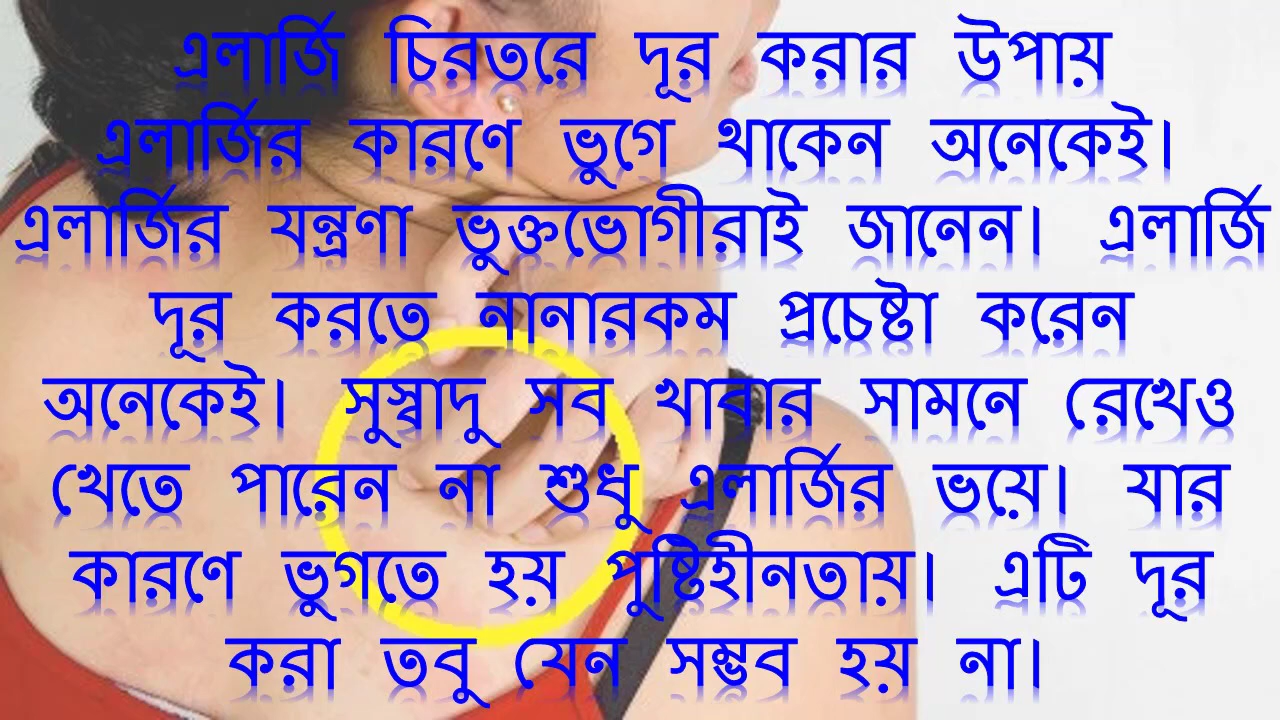 এলার্জি চিরতরে দূর করার উপায়
এলার্জির কারণে ভুগে থাকেন অনেকেই।
এলার্জির যন্ত্রণা ভুক্তভোগীরাই জানেন। এলার্জি
দূর করতে নানারকম প্রচেষ্টা করেন
অনেকেই। সুস্বাদু সব খাবার সামনে রেখেও
খেতে পারেন না শুধু এলার্জির ভয়ে। যার
কারণে ভুগতে হয় পুষ্টিহীনতায়। এটি দূর
করা তবু যেন সম্ভব হয় না।